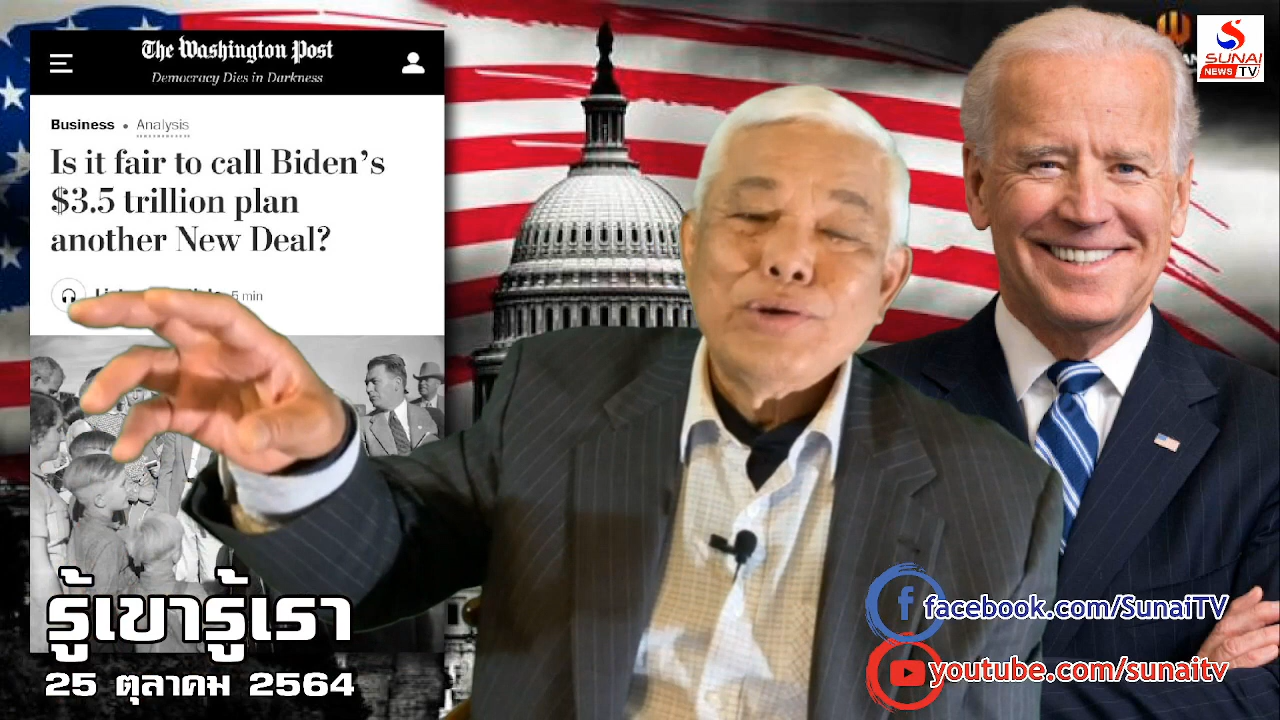 The Washington Post
Democracy Dies in Darkness
Business • Analysis
Is it fair to call Biden's
$3.5 trillion plan
another New Deal?
5 min
รู้เขารู้เรา
25 ตุลาคม 2564
SUNAI
NEWS TV
facebook.com/SunaiTV
youtube.com/sunaitv